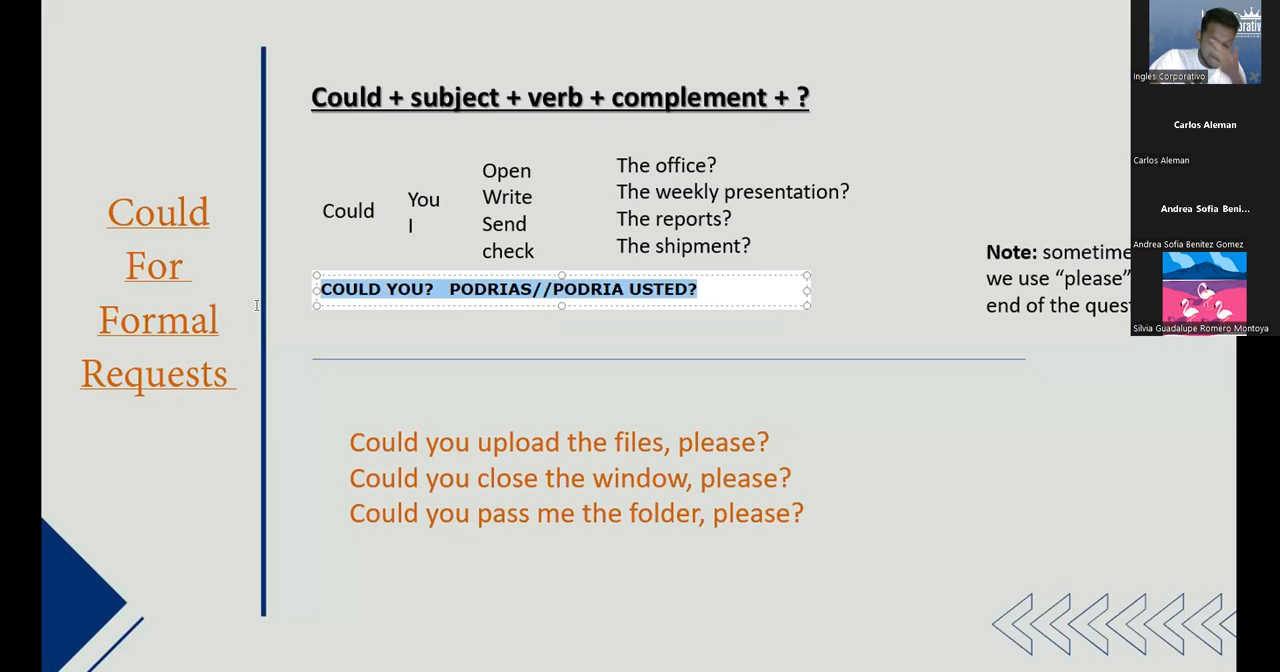 Could
For
Formal
Requests
Could + subject + verb + complement + ?
Could
You
I
Open
Write
Send
check
The office?
The weekly presentation?
The reports?
The shipment?
COULD YOU?   PODRIAS//PODRIA USTED?
Note: sometime
we use “please”
end of the
Could you upload the files, please?
Could you close the window, please?
Could you pass me the folder, please?
Ingles Corporativo
Carlos Aleman
Carlos Aleman
Andrea Sofia Beni...
Andrea Sofia Benitez Gomez
Silvia Guadalupe Romero Montoya